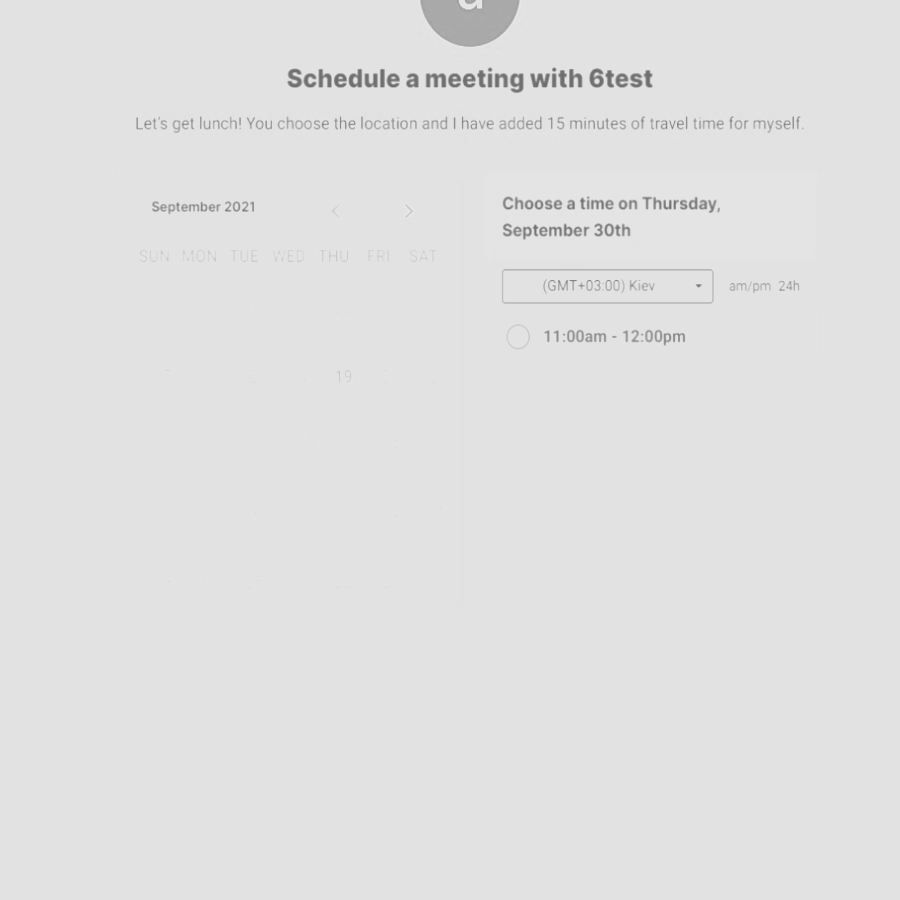 a
Schedule a meeting with 6test
Let's get lunch! You choose the location and I have added 15 minutes of travel time for myself.
September 2021
SUN MON TUE WED THU FRI SAT
19
Choose a time on Thursday,
September 30th
(GMT+03:00) Kiev
am/pm 24h
11:00am - 12:00pm